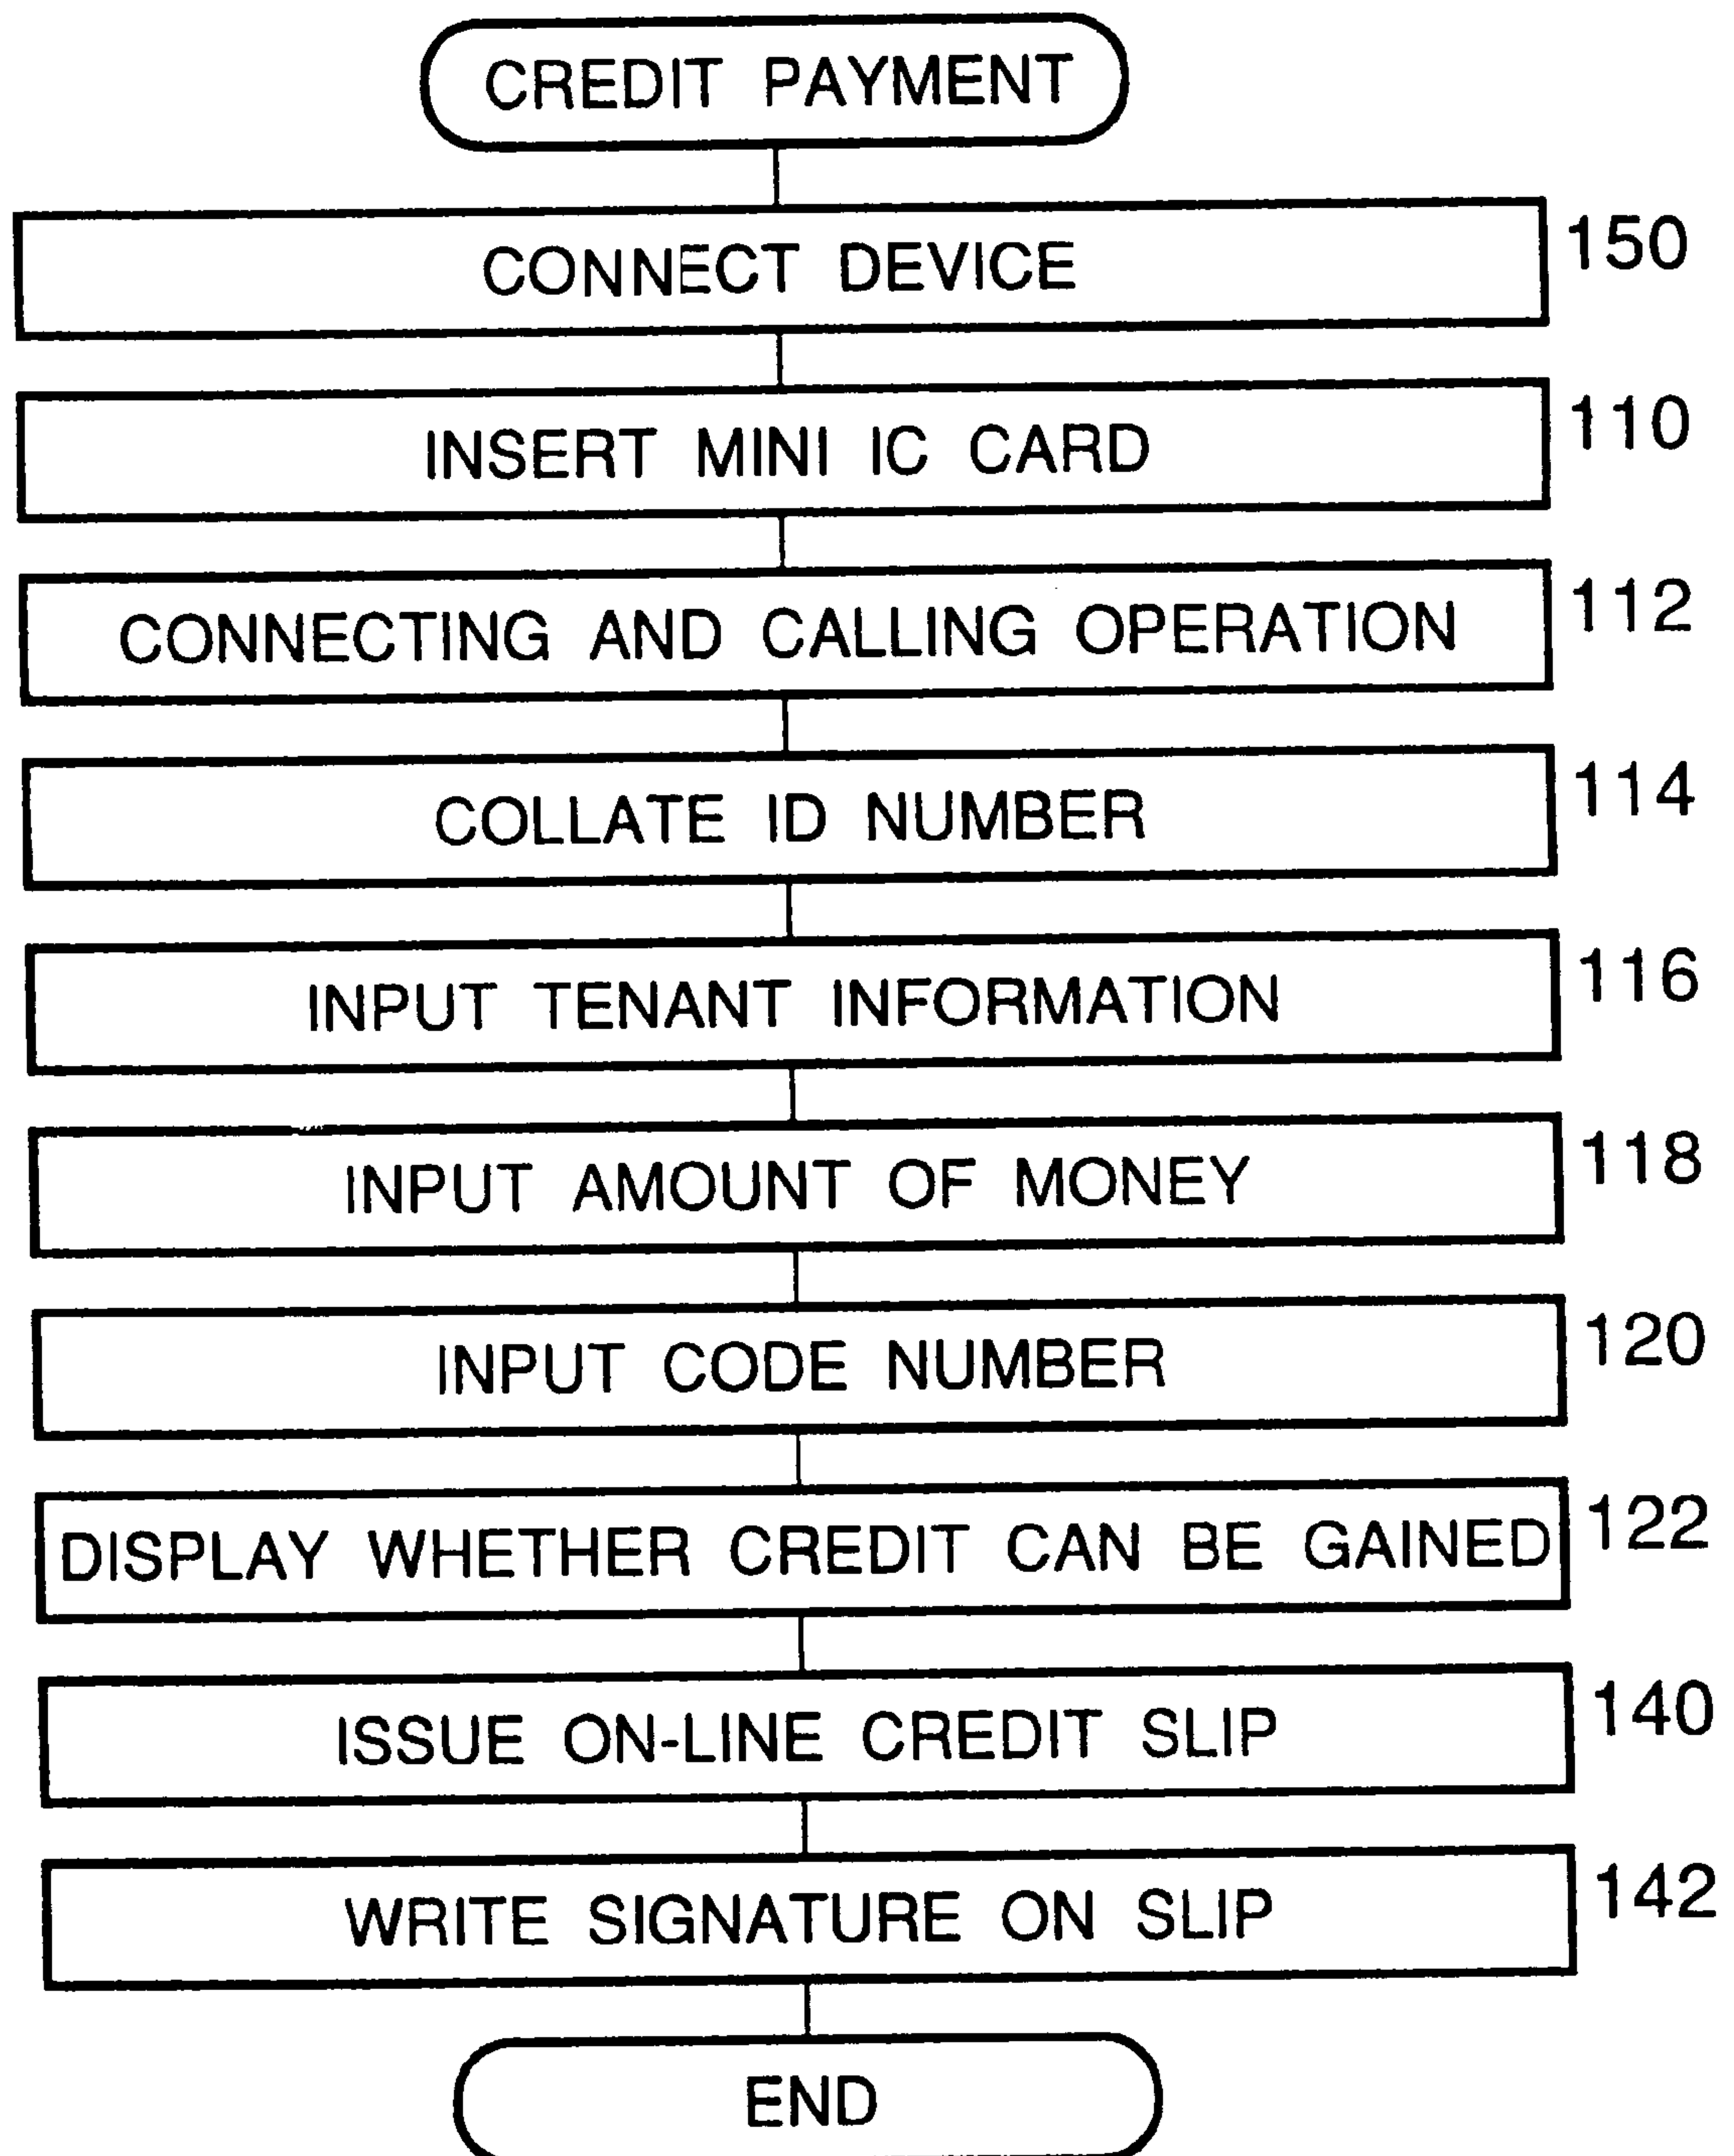 CREDIT PAYMENT
CONNECT DEVICE 150
INSERT MINI IC CARD 110
CONNECTING AND CALLING OPERATION 112
COLLATE ID NUMBER 114
INPUT TENANT INFORMATION 116
INPUT AMOUNT OF MONEY 118
INPUT CODE NUMBER 120
DISPLAY WHETHER CREDIT CAN BE GAINED 122
ISSUE ON-LINE CREDIT SLIP 140
WRITE SIGNATURE ON SLIP 142
END